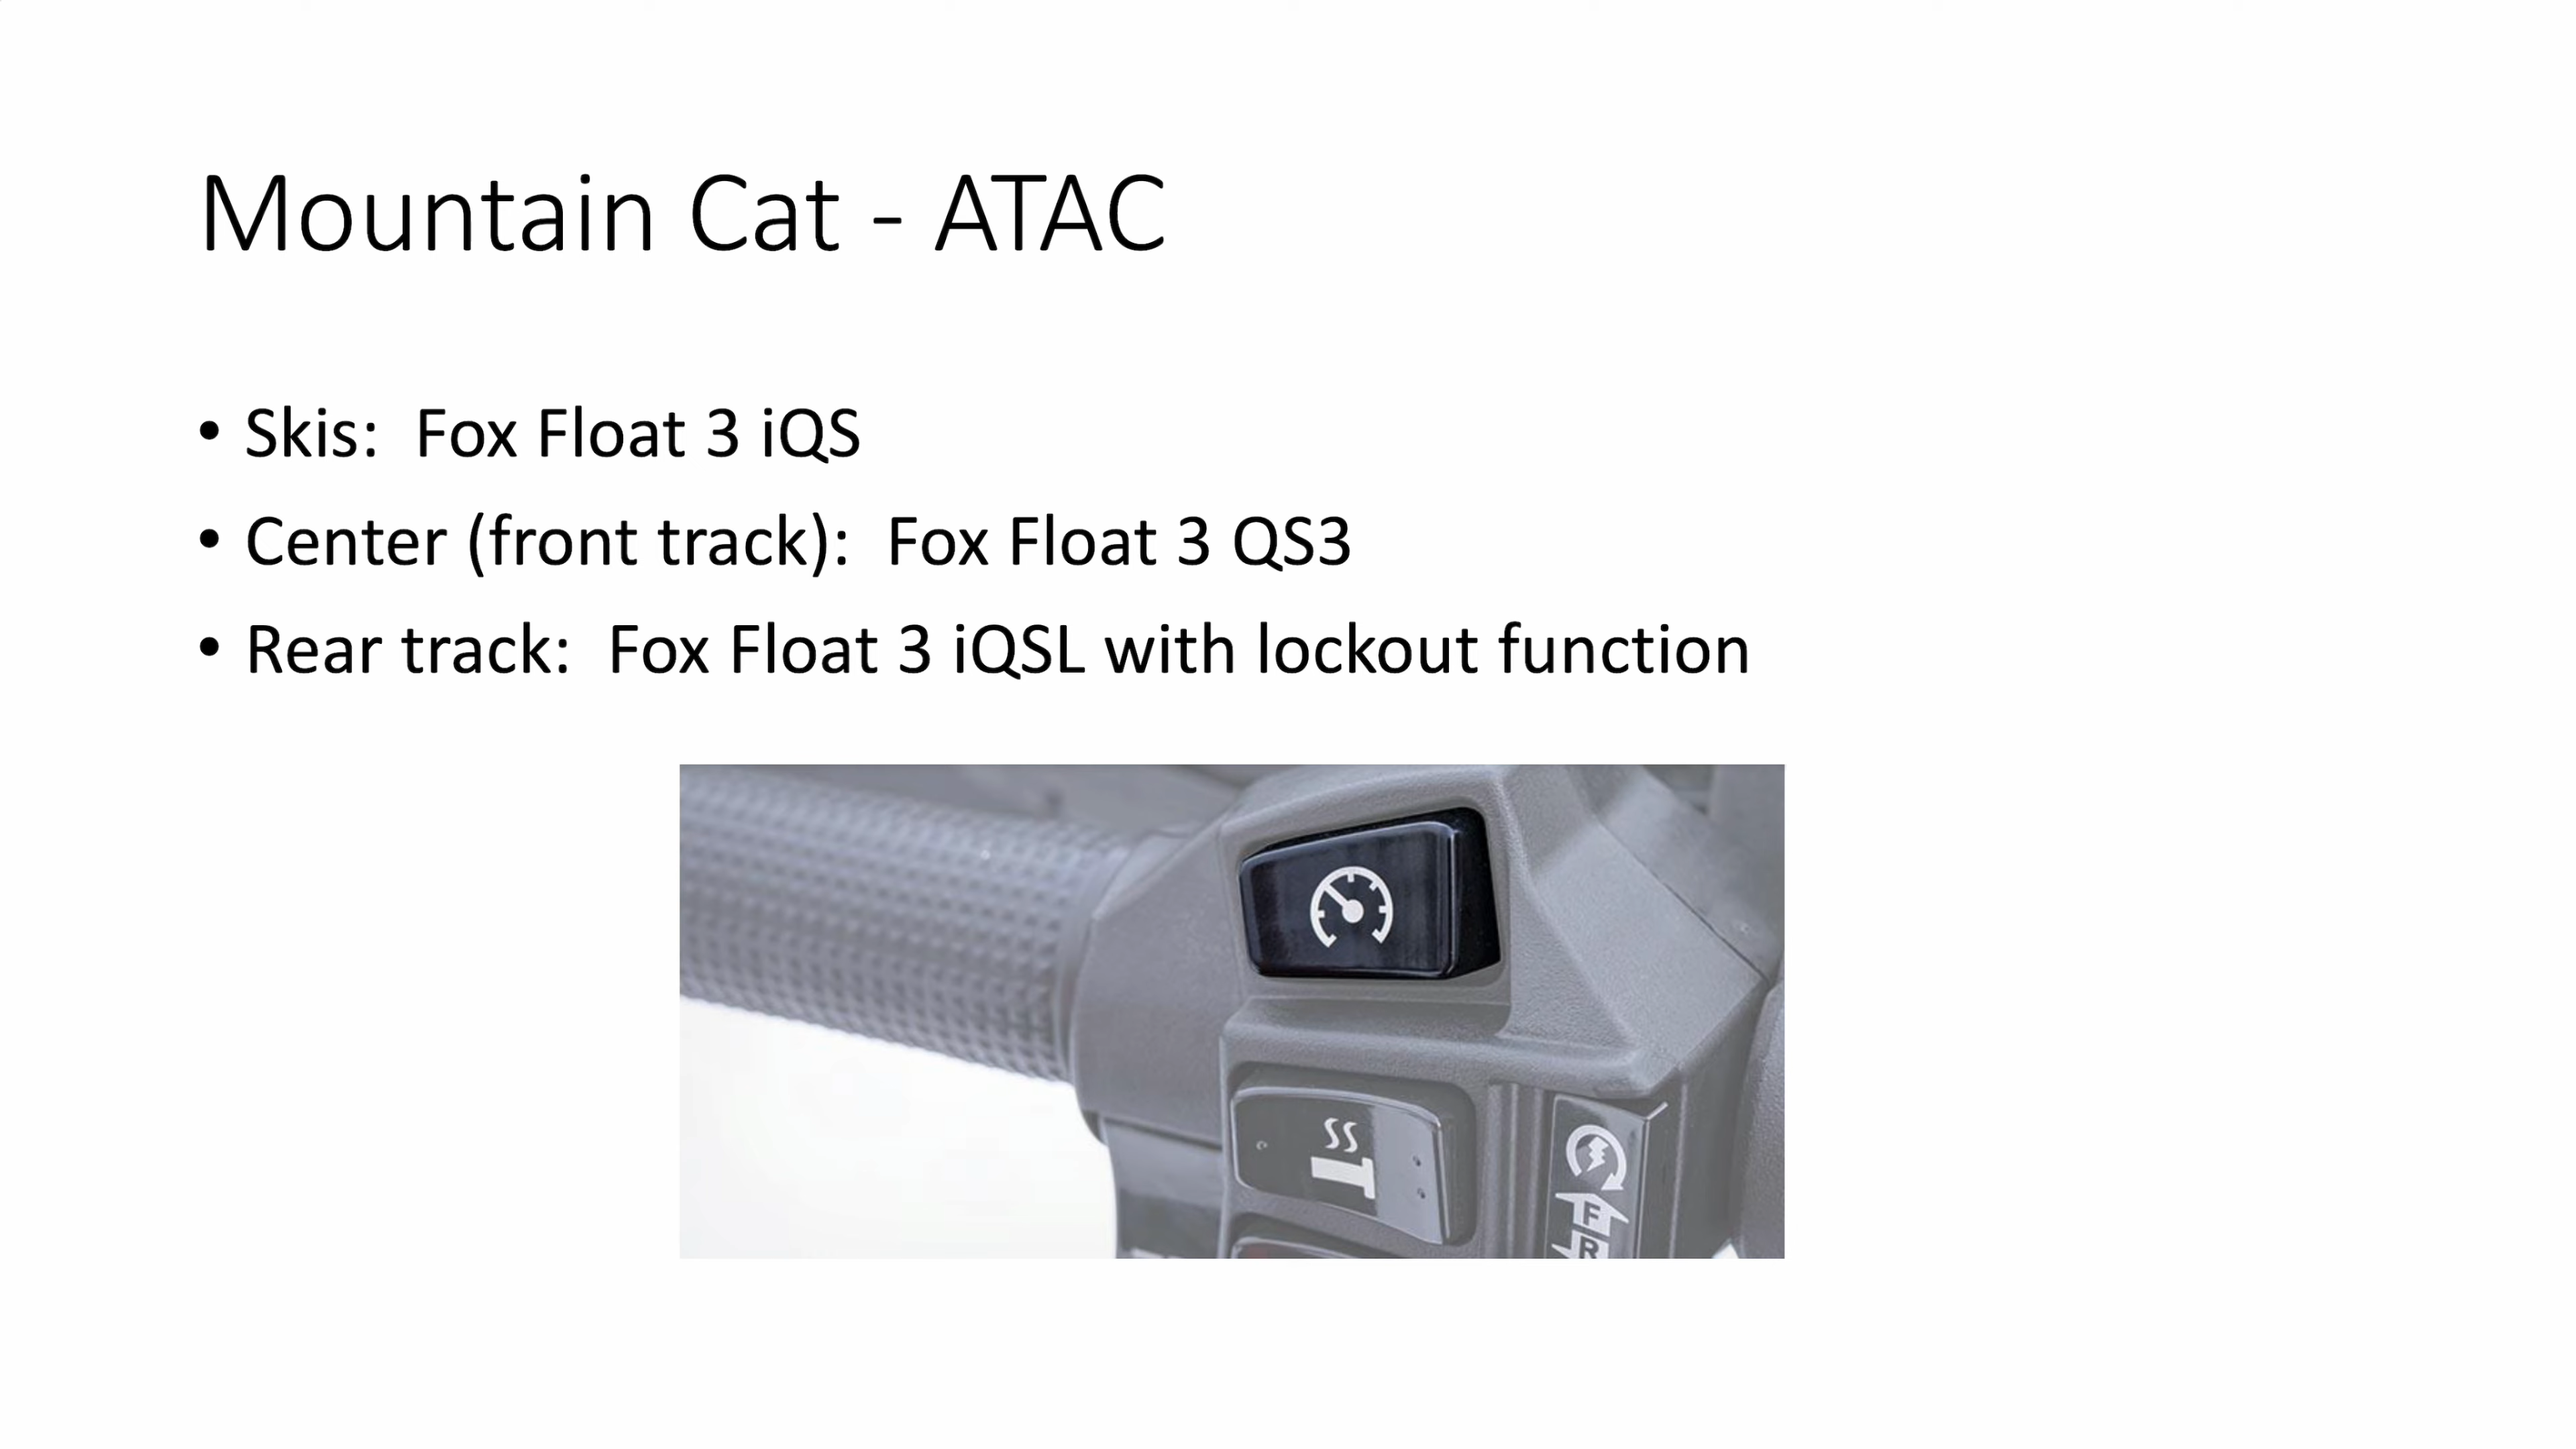 Mountain Cat - ATAC
• Skis:  Fox Float 3 iQS
• Center (front track):  Fox Float 3 QS3
• Rear track:  Fox Float 3 iQSL with lockout function
F
R